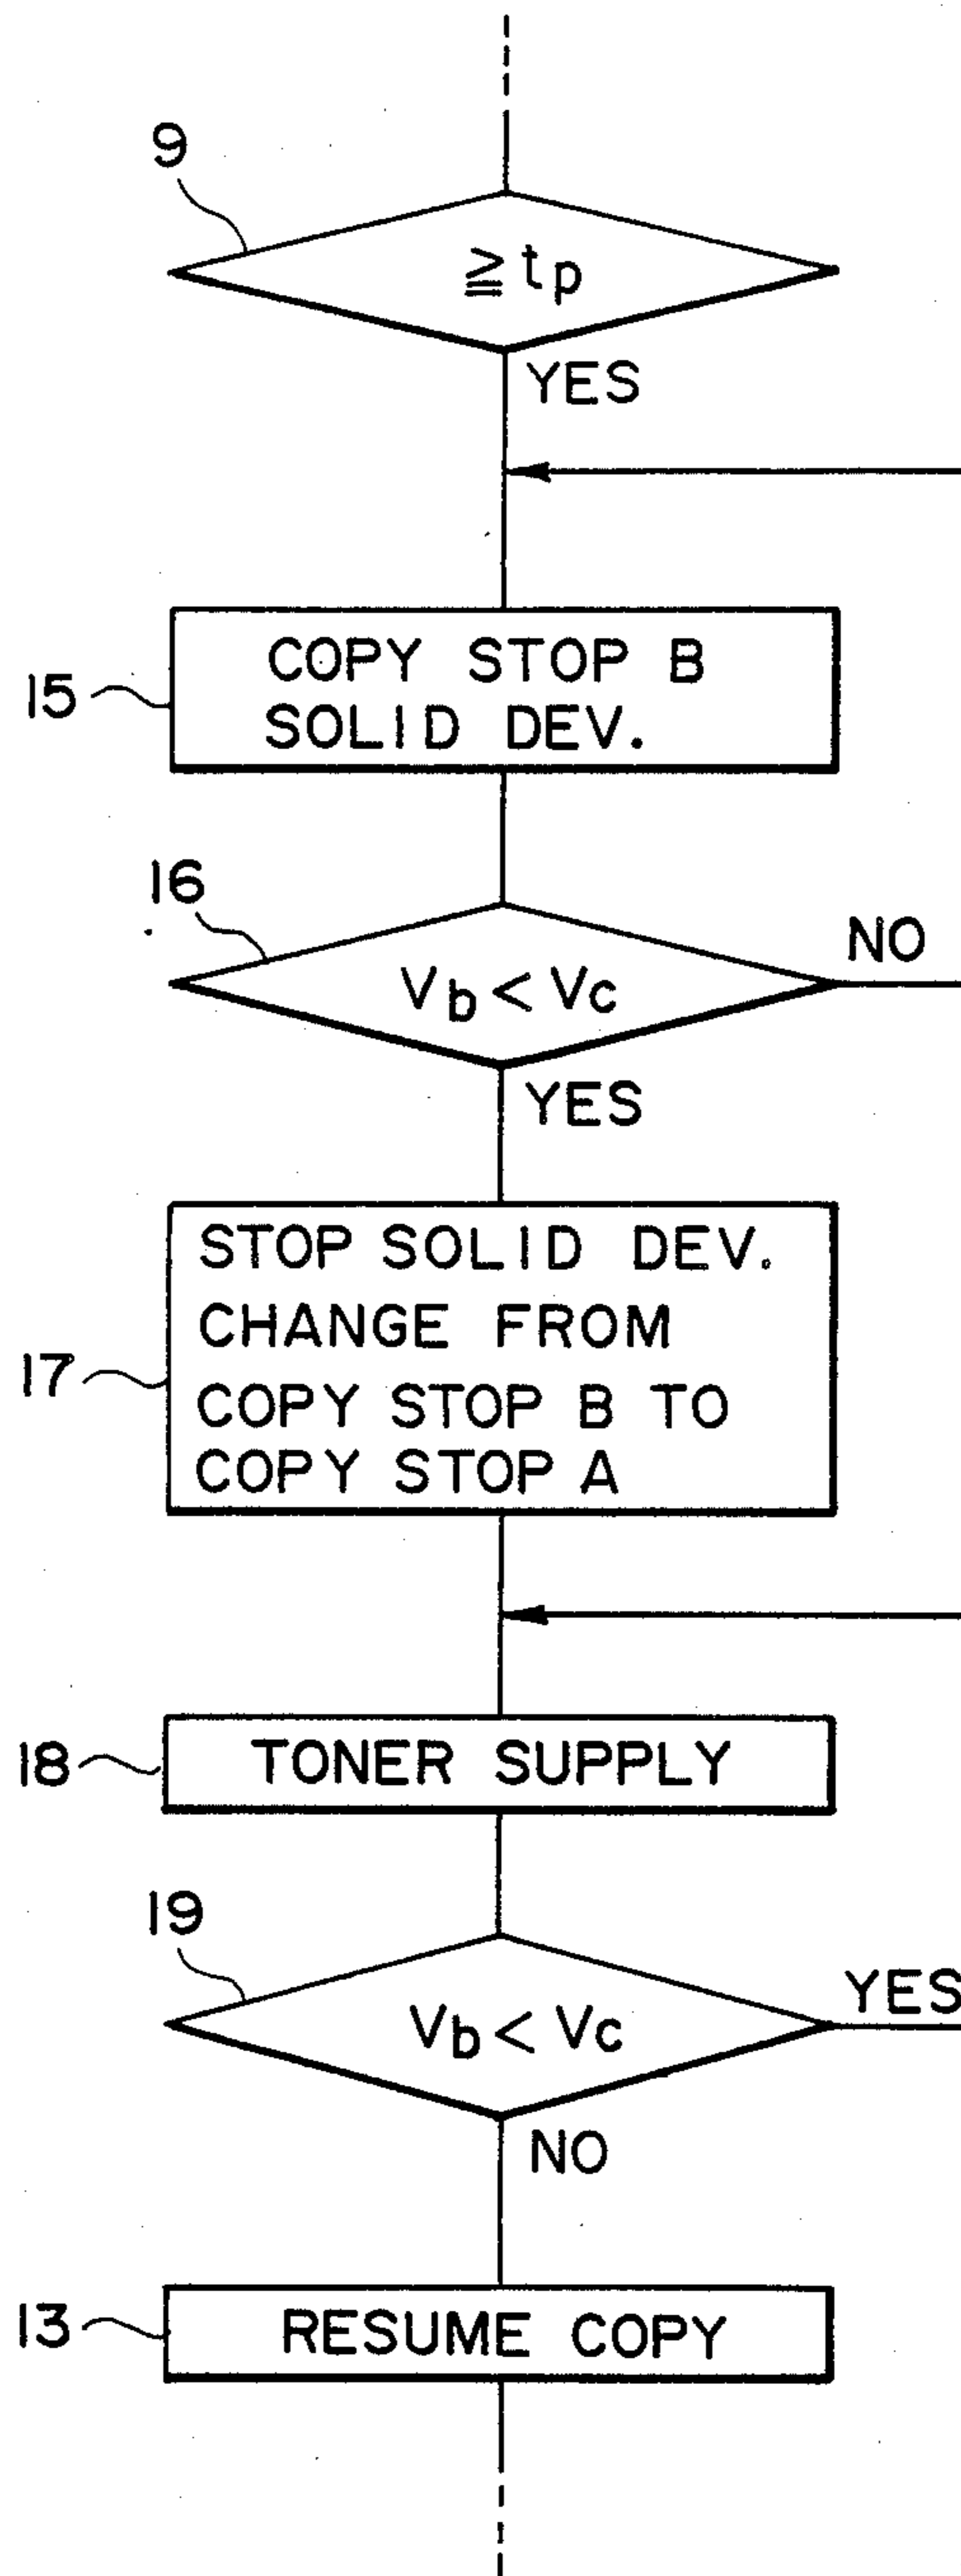 9
≧ tp
YES
15
COPY STOP B
SOLID DEV.
16
Vb < Vc
NO
YES
17
STOP SOLID DEV.
CHANGE FROM
COPY STOP B TO
COPY STOP A
18
TONER SUPPLY
19
Vb < Vc
YES
NO
13
RESUME COPY